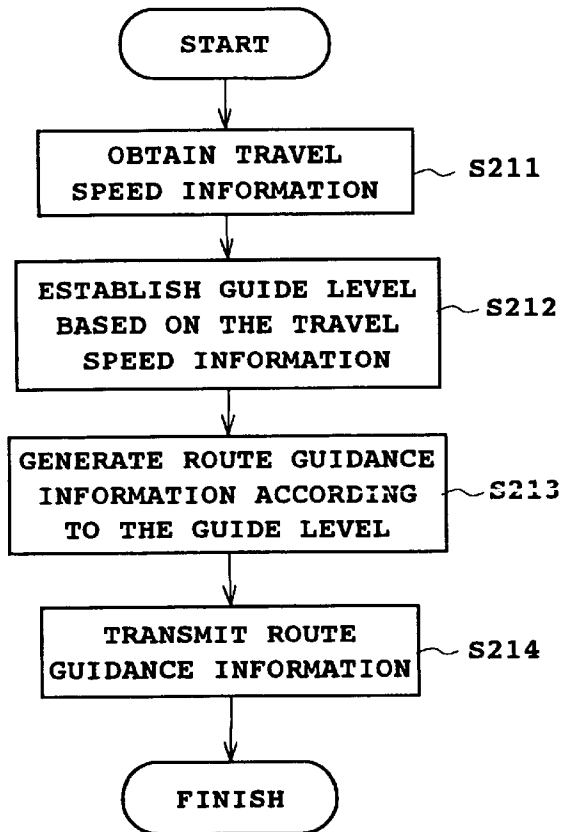 START
OBTAIN TRAVEL
SPEED INFORMATION
S211
ESTABLISH GUIDE LEVEL
BASED ON THE TRAVEL
SPEED INFORMATION
S212
GENERATE ROUTE GUIDANCE
INFORMATION ACCORDING
TO THE GUIDE LEVEL
S213
TRANSMIT ROUTE
GUIDANCE INFORMATION
S214
FINISH